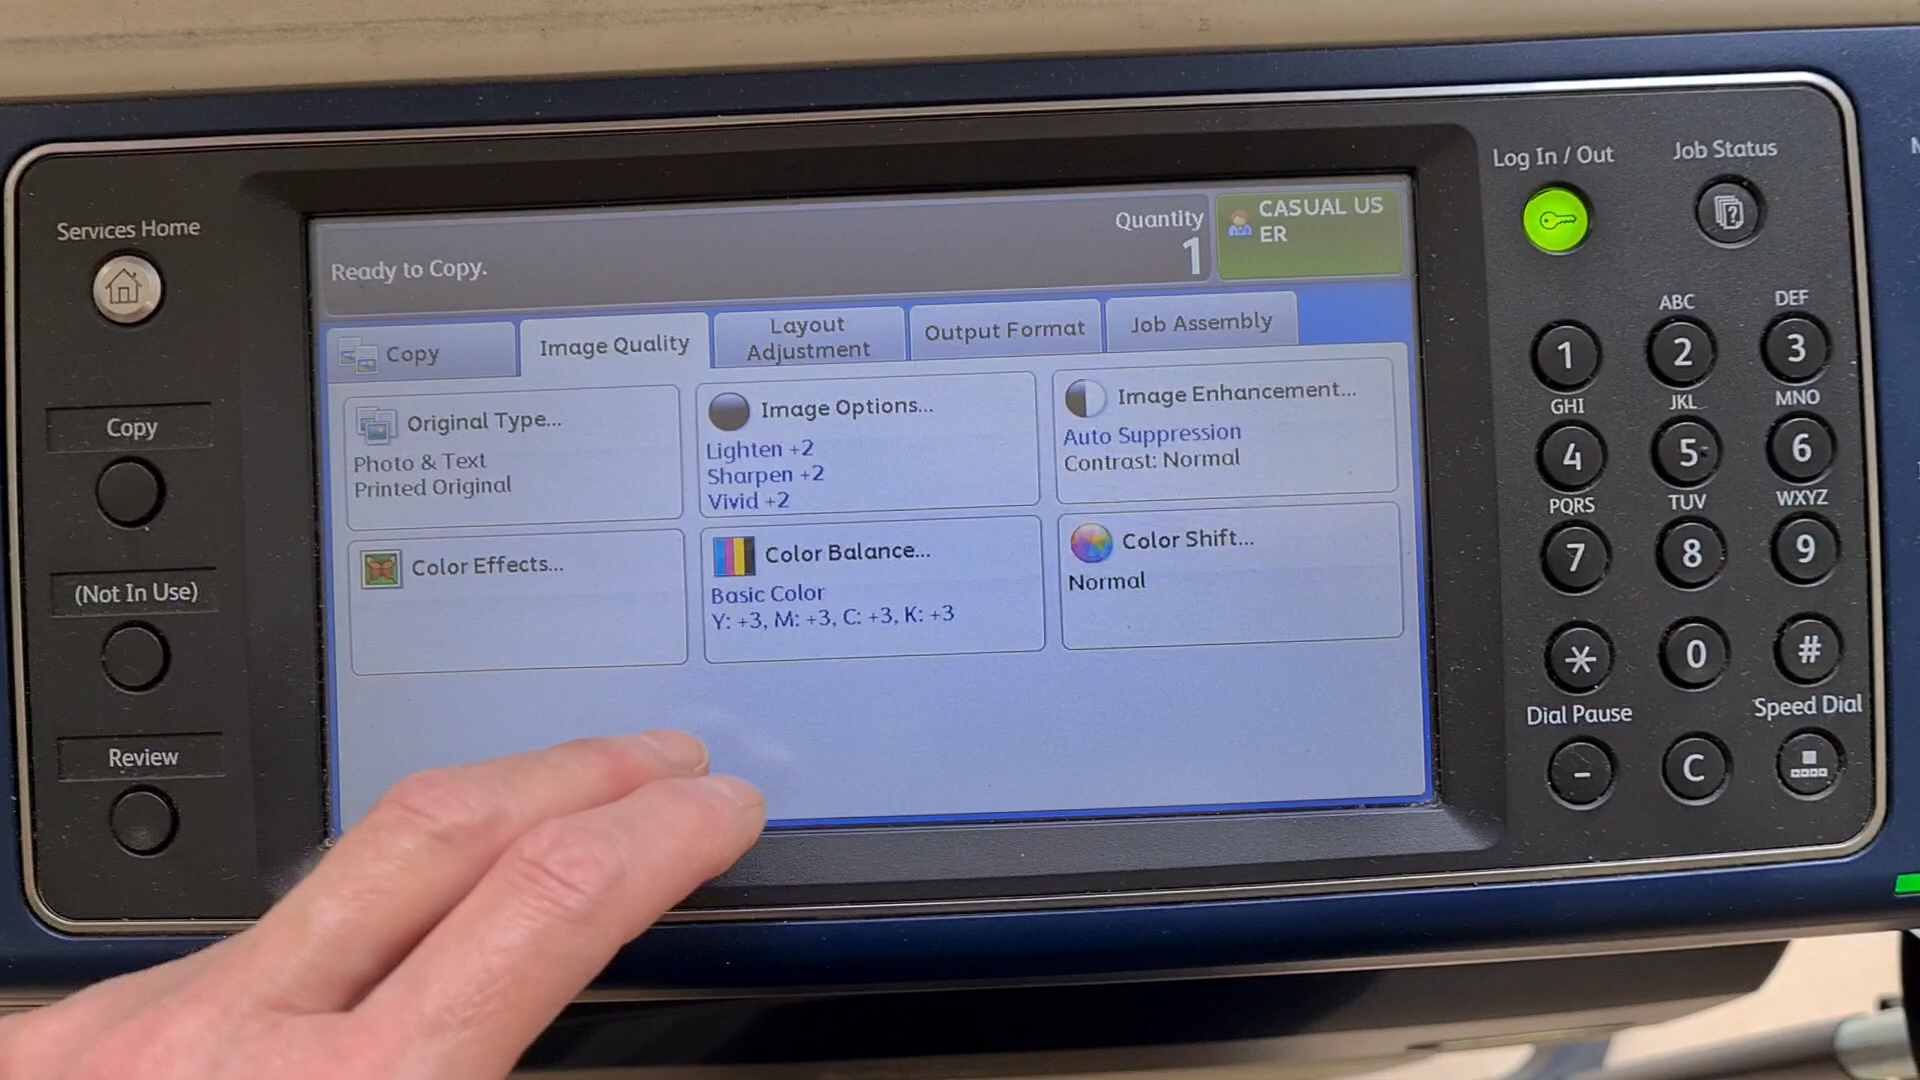 Services Home
Copy
(Not In Use)
Review
Ready to Copy.
Quantity
1
CASUAL US
ER
Copy
Image Quality
Layout
Adjustment
Output Format
Job Assembly
Original Type...
Photo & Text
Printed Original
Image Options...
Lighten +2
Sharpen +2
Vivid +2
Image Enhancement...
Auto Suppression
Contrast: Normal
Color Effects...
Color Balance...
Basic Color
Y: +3, M: +3, C: +3, K: +3
Color Shift...
Normal
Log In / Out
Job Status
ABC
DEF
1
2
3
GHI
JKL
MNO
4
5
6
PQRS
TUV
WXYZ
7
8
9
*
0
#
Dial Pause
Speed Dial
-
C